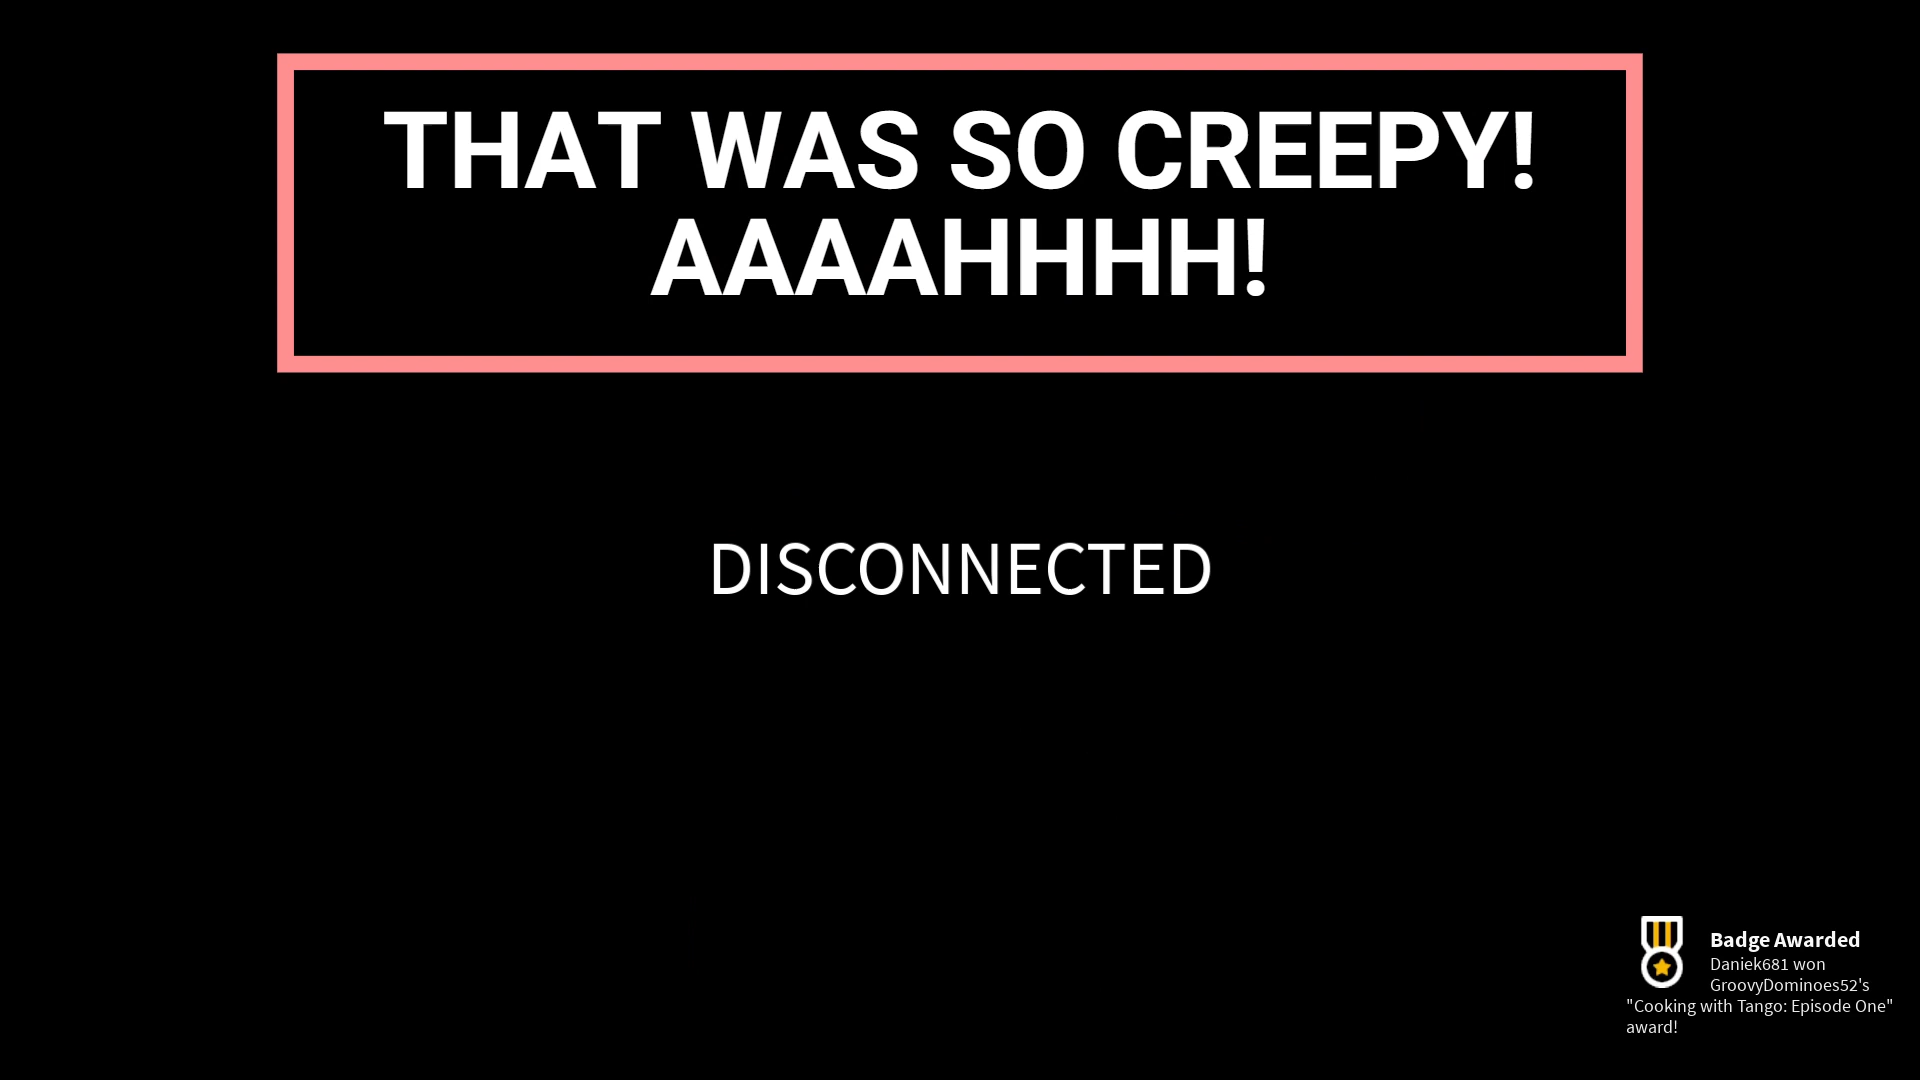 THAT WAS SO CREEPY!
AAAAHHHH!
DISCONNECTED
Badge Awarded
Daniek681 won
GroovyDominoes52's
"Cooking with Tango: Episode One"
award!